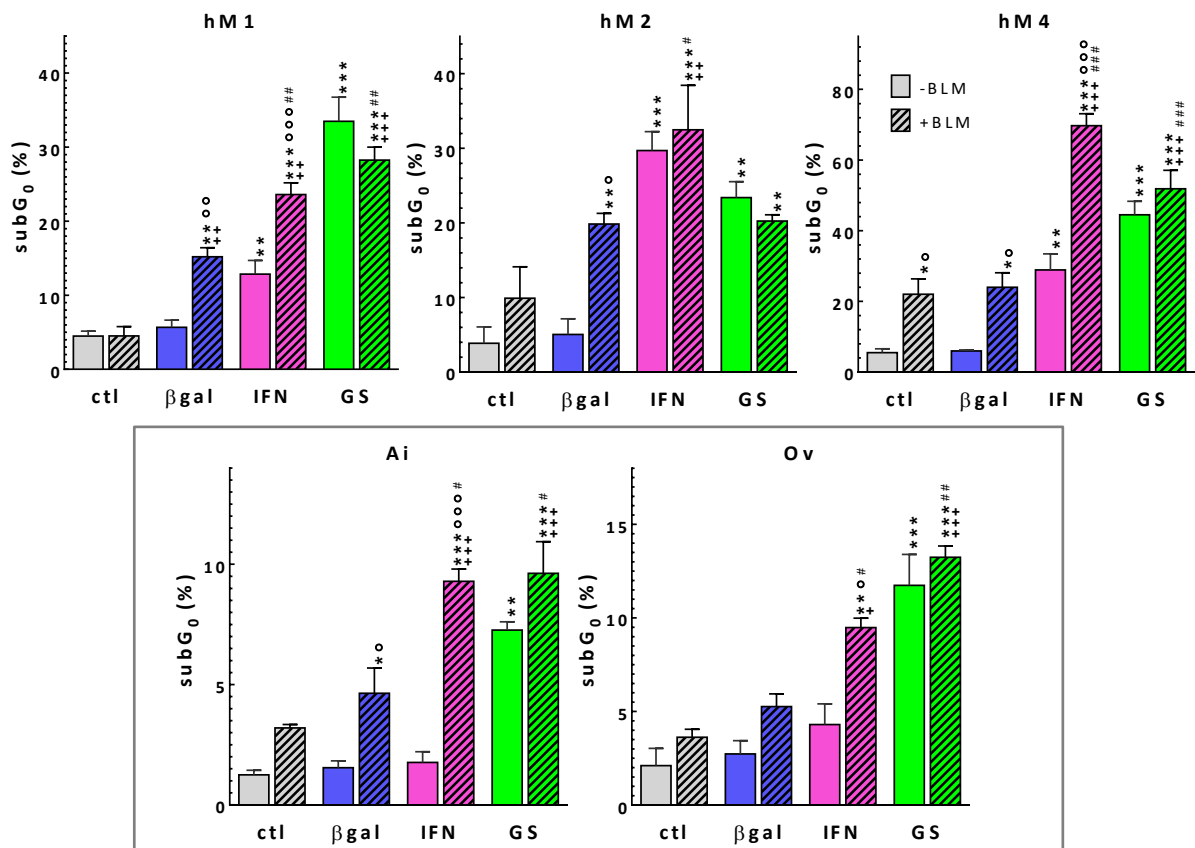 hM1
subG0 (%)
40
30
20
10
0
**°°
++
**
***°°°##
++
***
***##
+++
ctl
βgal
IFN
GS
hM2
subG0 (%)
40
30
20
10
0
**°
***
***#
++
**
**
ctl
βgal
IFN
GS
hM4
subG0 (%)
80
60
40
20
0
*°
*°
**
***°°°
+++###
***
***
+++###
-BLM
+BLM
ctl
βgal
IFN
GS
Ai
subG0 (%)
10
5
0
*°
***°°°#
+++
**
***#
+++
ctl
βgal
IFN
GS
Ov
subG0 (%)
15
10
5
0
**°#
+
***
***##
+++
ctl
βgal
IFN
GS